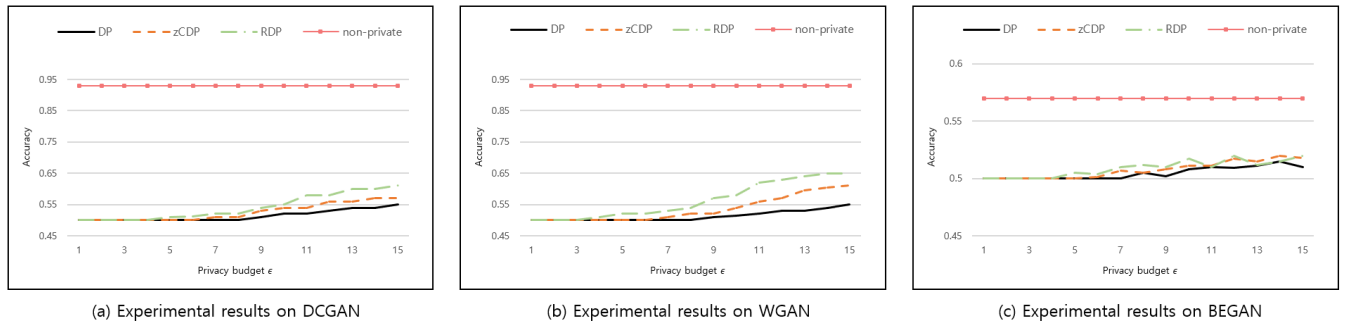 DP zCDP RDP non-private
0.95
0.85
0.75
0.65
0.55
0.45
Accuracy
1 3 5 7 9 11 13 15
Privacy budget ϵ
(a) Experimental results on DCGAN
DP zCDP RDP non-private
0.95
0.85
0.75
0.65
0.55
0.45
Accuracy
1 3 5 7 9 11 13 15
Privacy budget ϵ
(b) Experimental results on WGAN
DP zCDP RDP non-private
0.6
0.55
0.5
0.45
Accuracy
1 3 5 7 9 11 13 15
Privacy budget ϵ
(c) Experimental results on BEGAN